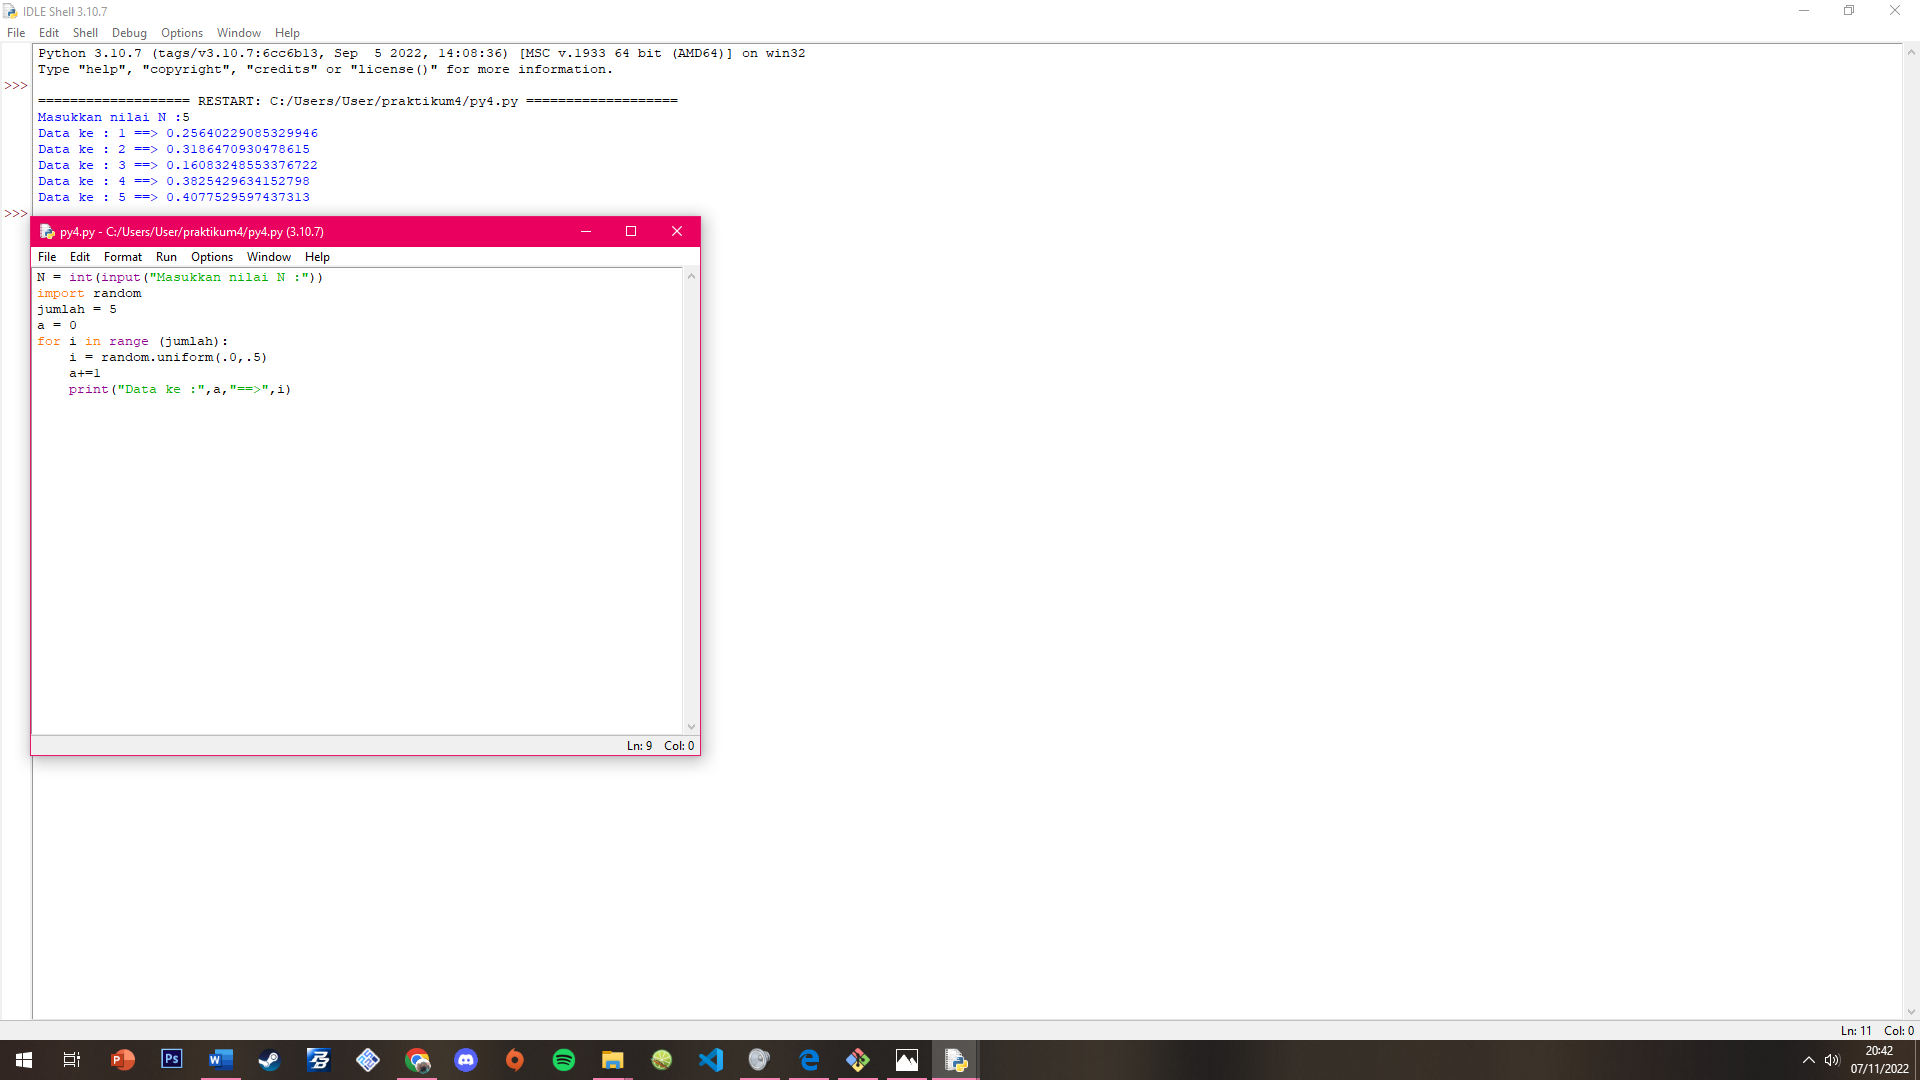 IDLE Shell 3.10.7
File Edit Shell Debug Options Window Help
Python 3.10.7 (tags/v3.10.7:6cc6b13, Sep  5 2022, 14:08:36) [MSC v.1933 64 bit (AMD64)] on win32
Type "help", "copyright", "credits" or "license()" for more information.
>>>
=================== RESTART: C:/Users/User/praktikum4/py4.py ===================
Masukkan nilai N :5
Data ke : 1 ==> 0.25640229085329946
Data ke : 2 ==> 0.3186470930478615
Data ke : 3 ==> 0.16083248553376722
Data ke : 4 ==> 0.3825429634152798
Data ke : 5 ==> 0.4077529597437313
>>>
py4.py - C:/Users/User/praktikum4/py4.py (3.10.7)
File Edit Format Run Options Window Help
N = int(input("Masukkan nilai N :"))
import random
jumlah = 5
a = 0
for i in range (jumlah):
    i = random.uniform(.0,.5)
    a+=1
    print("Data ke :",a,"==>",i)
Ln: 9 Col: 0
Ln: 11 Col: 0
20:42
07/11/2022